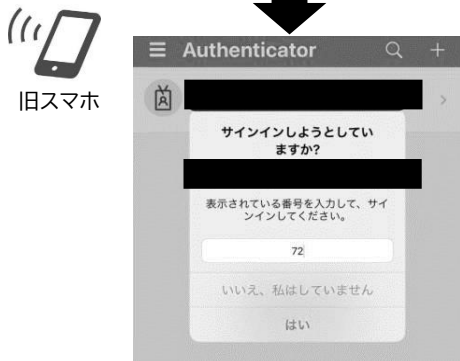 旧スマホ
Authenticator
サインインしようとしてい
ますか?
表示されている番号を入力して、サイ
ンインしてください。
72
いいえ、私はしていません
はい